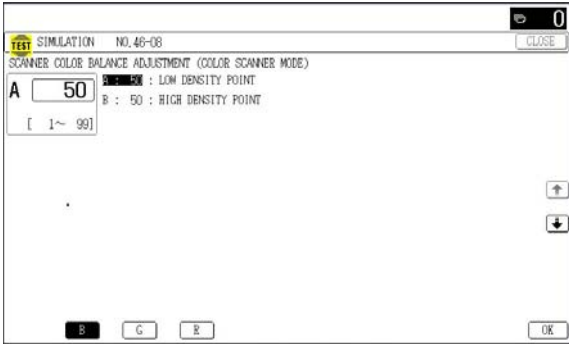 0
TEST SIMULATION NO.46-08 CLOSE
SCANNER COLOR BALANCE ADJUSTMENT (COLOR SCANNER MODE)
A 50 A : 50 : LOW DENSITY POINT
B : 50 : HIGH DENSITY POINT
[ 1~ 99]
B G R OK